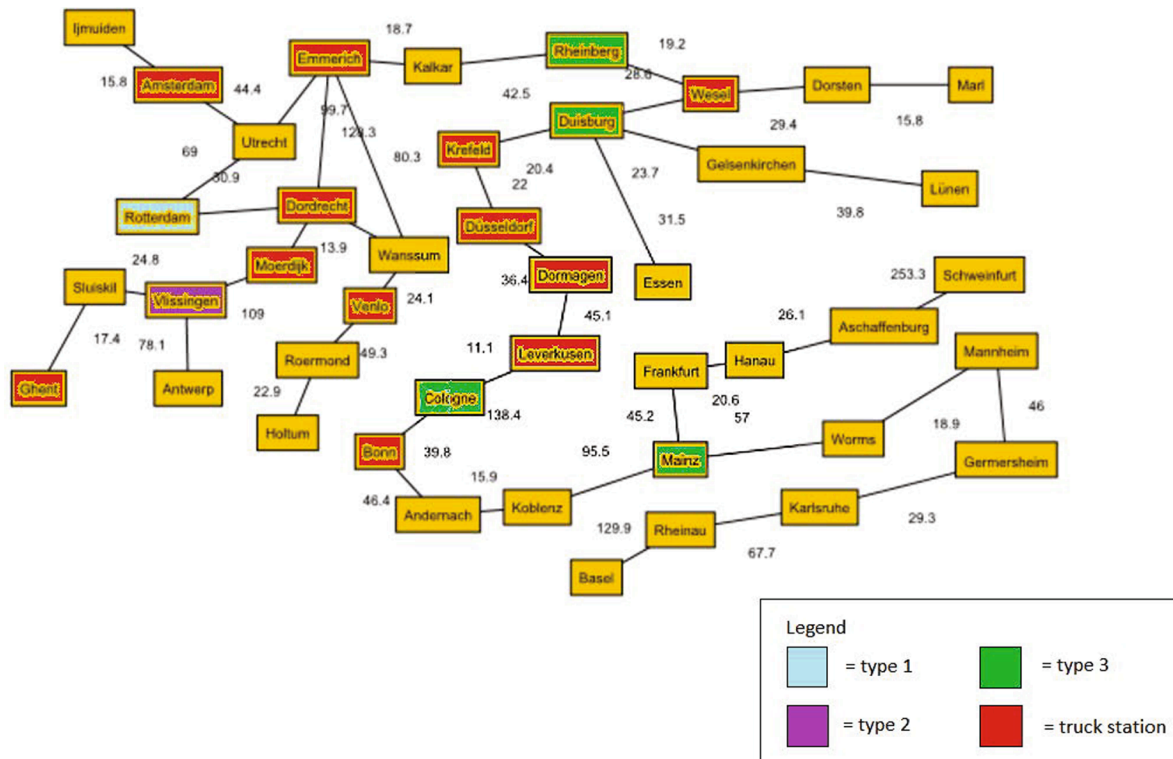 Ijmuiden
18.7
Emmerich
Kalkar
Rheinberg
19.2
28.6
Wesel
Dorsten
Marl
15.8
Amsterdam
44.4
99.7
42.5
Duisburg
29.4
15.8
Utrecht
Krefeld
Gelsenkirchen
69
30.9
80.3
20.4
22
23.7
Lünen
39.8
Rotterdam
Dordrecht
Düsseldorf
31.5
13.9
Wanssum
24.8
Moerdijk
Sluiskil
Vlissingen
36.4
Dormagen
Essen
253.3
Schweinfurt
109
Venlo
24.1
45.1
26.1
Aschaffenburg
17.4
78.1
Roermond
49.3
11.1
Leverkusen
Frankfurt
Hanau
Mannheim
Ghent
Antwerp
22.9
Cologne
138.4
45.2
20.6
57
46
Holtum
Bonn
39.8
95.5
Mainz
Worms
18.9
Germersheim
46.4
15.9
Andernach
Koblenz
129.9
Rheinau
Karlsruhe
29.3
67.7
Basel
Legend
= type 1
= type 3
= type 2
= truck station